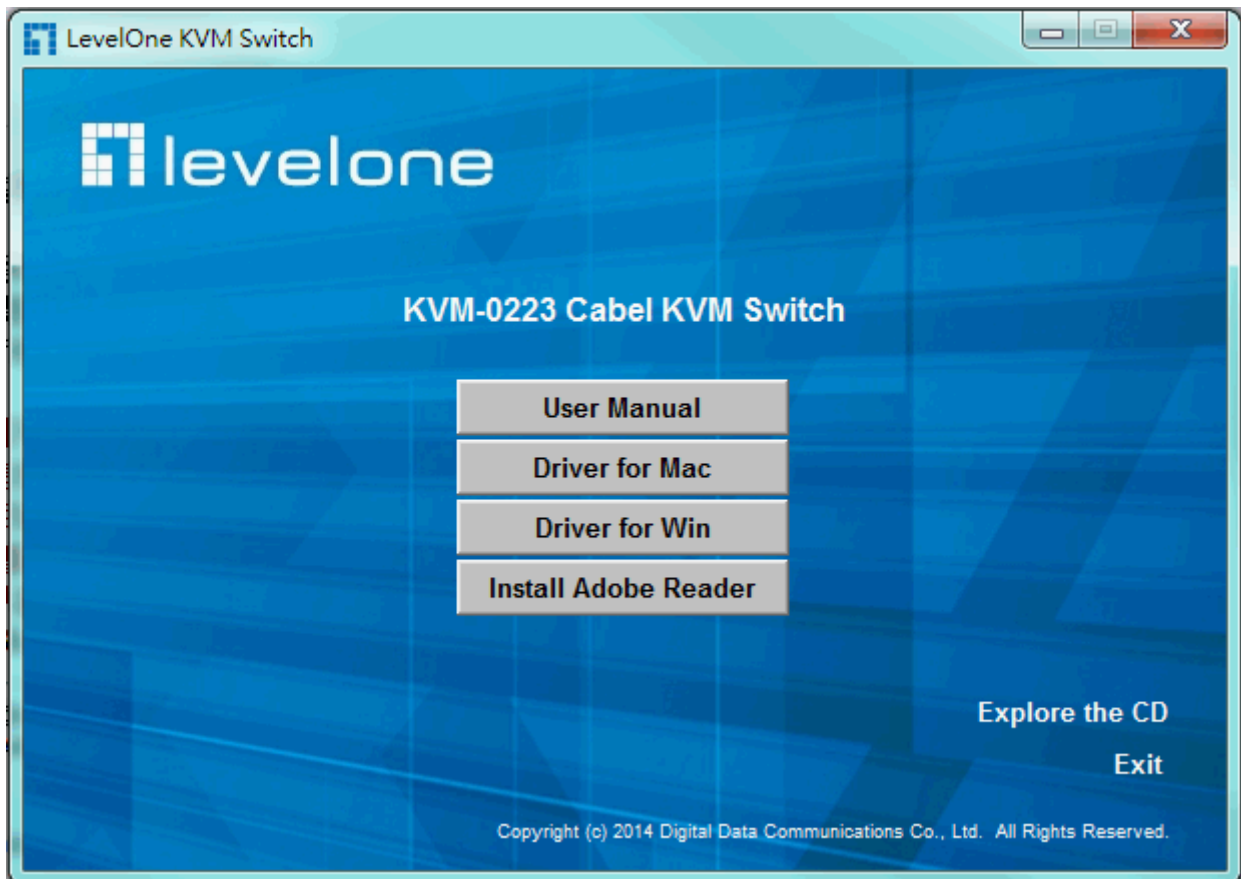 LevelOne KVM Switch
levelone
KVM-0223 Cabel KVM Switch
User Manual
Driver for Mac
Driver for Win
Install Adobe Reader
Explore the CD
Exit
Copyright (c) 2014 Digital Data Communications Co., Ltd. All Rights Reserved.